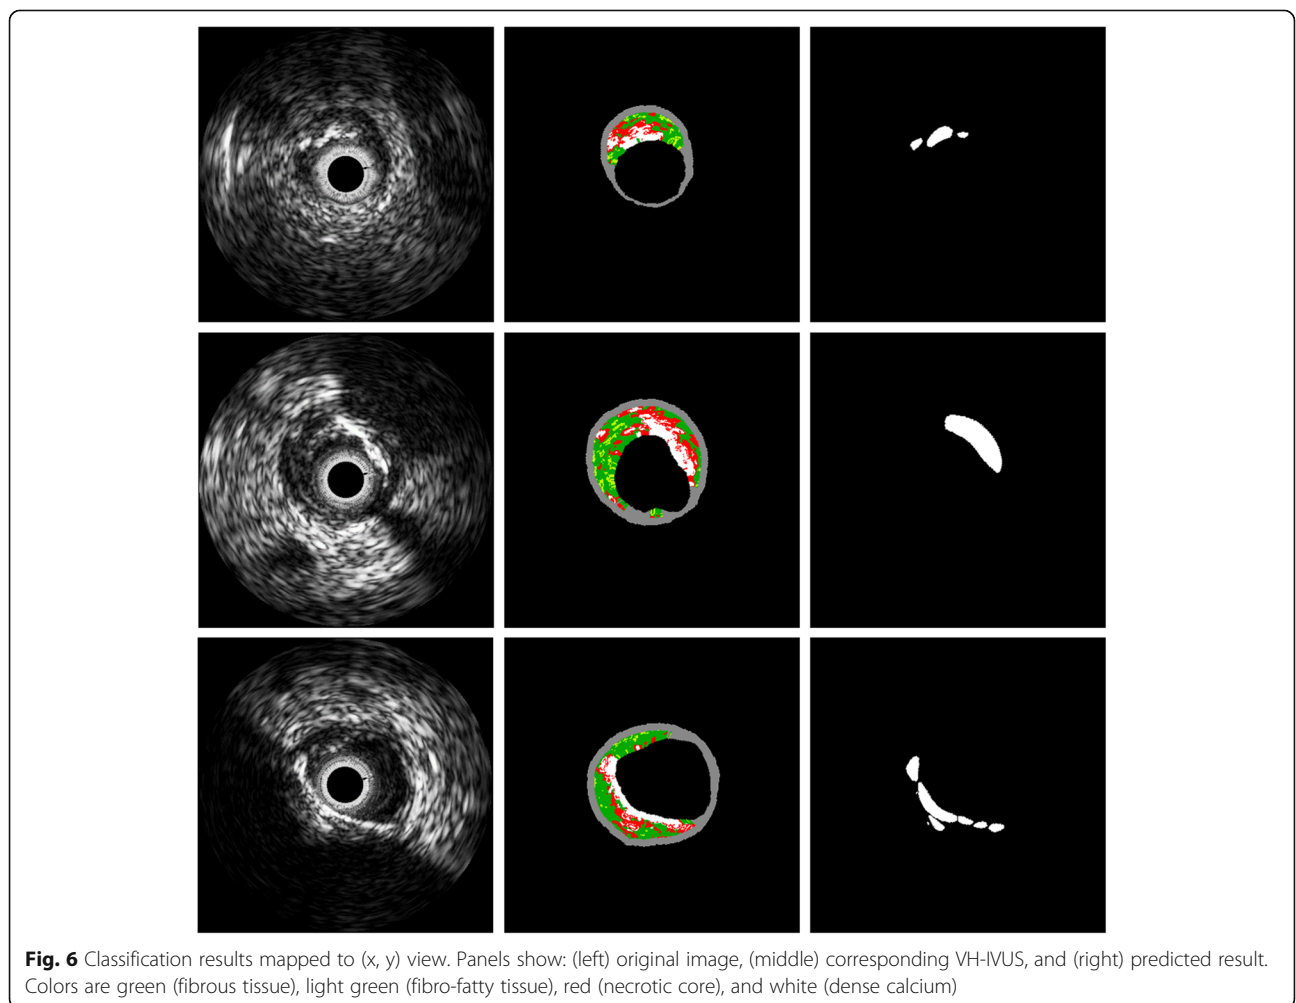 Fig. 6 Classification results mapped to (x, y) view. Panels show: (left) original image, (middle) corresponding VH-IVUS, and (right) predicted result.
Colors are green (fibrous tissue), light green (fibro-fatty tissue), red (necrotic core), and white (dense calcium)